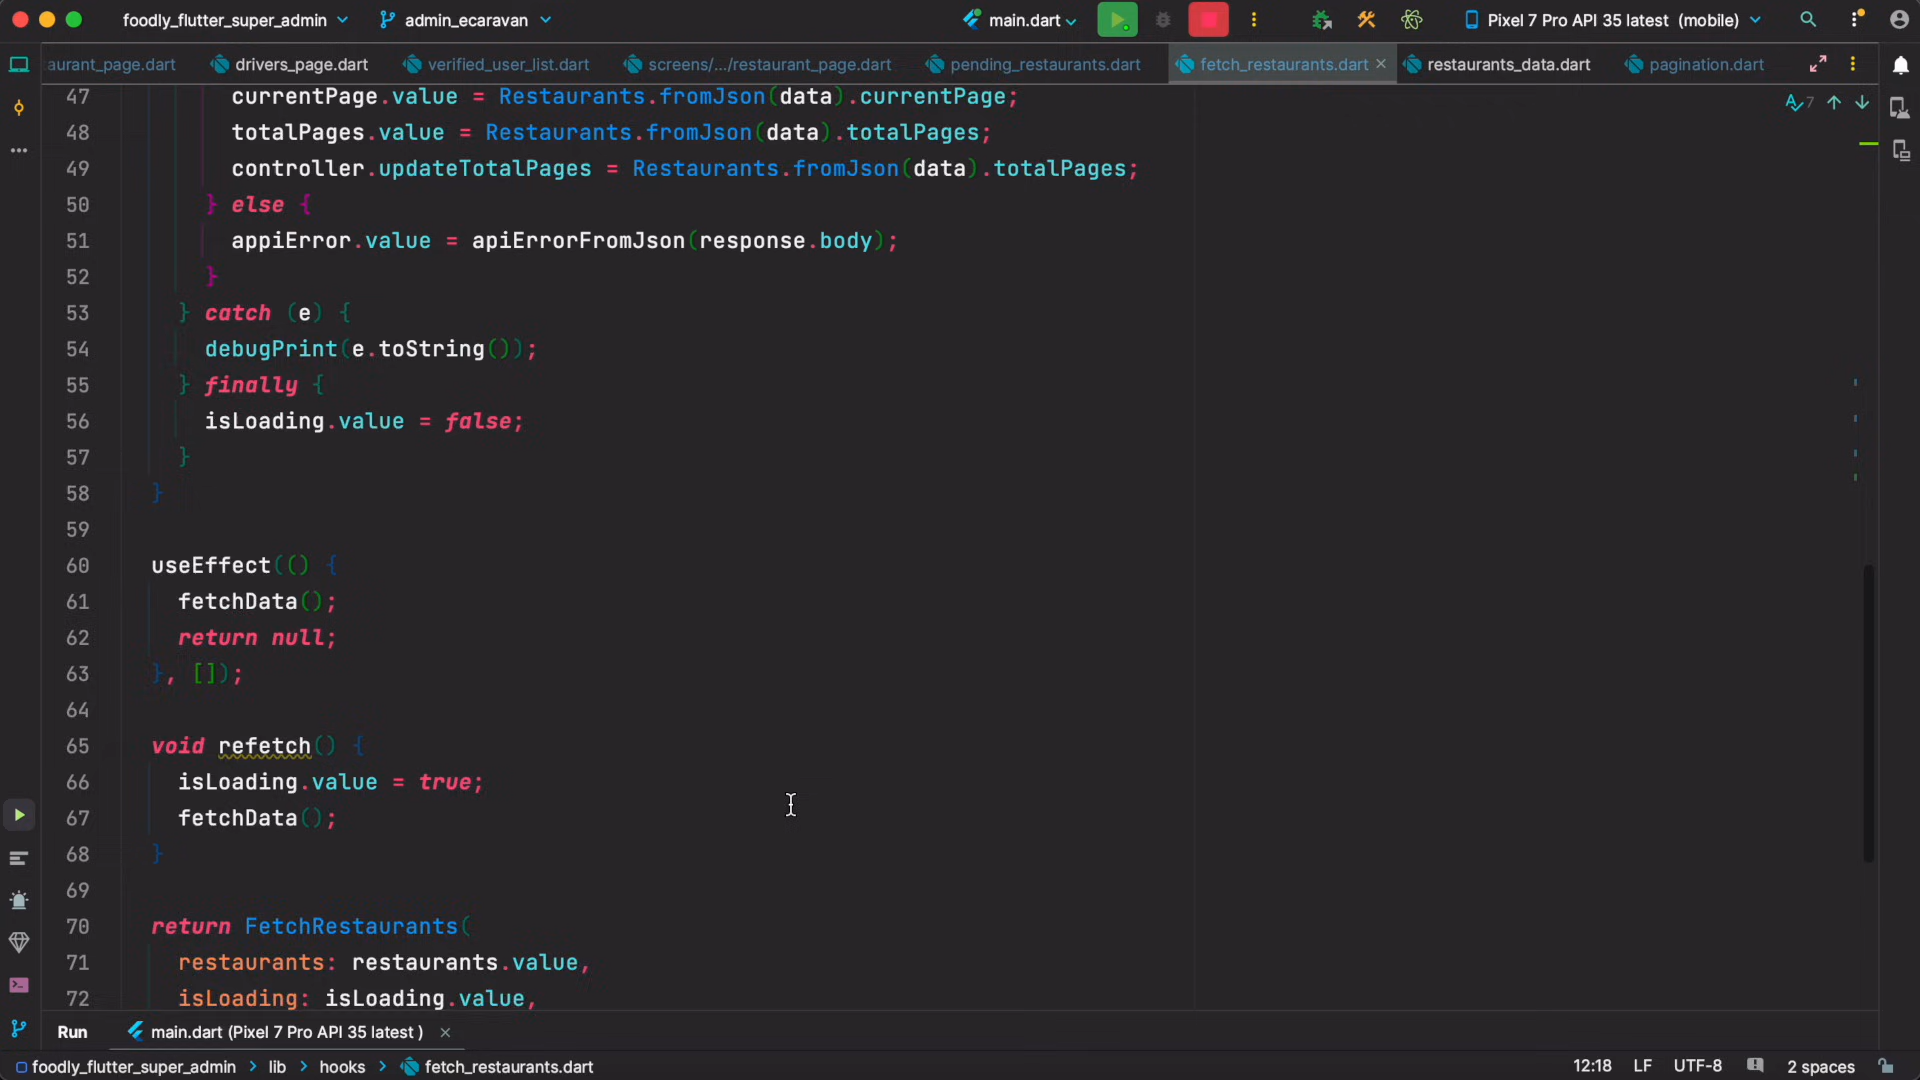 foodly_flutter_super_admin admin_ecaravan main.dart Pixel 7 Pro API 35 latest (mobile)
aurant_page.dart drivers_page.dart verified_user_list.dart screens/.../restaurant_page.dart pending_restaurants.dart fetch_restaurants.dart restaurants_data.dart pagination.dart
7
47 currentPage.value = Restaurants.fromJson(data).currentPage;
48 totalPages.value = Restaurants.fromJson(data).totalPages;
49 controller.updateTotalPages = Restaurants.fromJson(data).totalPages;
50 } else {
51 appiError.value = apiErrorFromJson(response.body);
52 }
53 } catch (e) {
54 debugPrint(e.toString());
55 } finally {
56 isLoading.value = false;
57 }
58 }
59
60 useEffect(() {
61 fetchData();
62 return null;
63 }, []);
64
65 void refetch() {
66 isLoading.value = true;
67 fetchData();
68 }
69
70 return FetchRestaurants(
71 restaurants: restaurants.value,
72 isLoading: isLoading.value,
Run main.dart (Pixel 7 Pro API 35 latest )
foodly_flutter_super_admin > lib > hooks > fetch_restaurants.dart 12:18 LF UTF-8 2 spaces